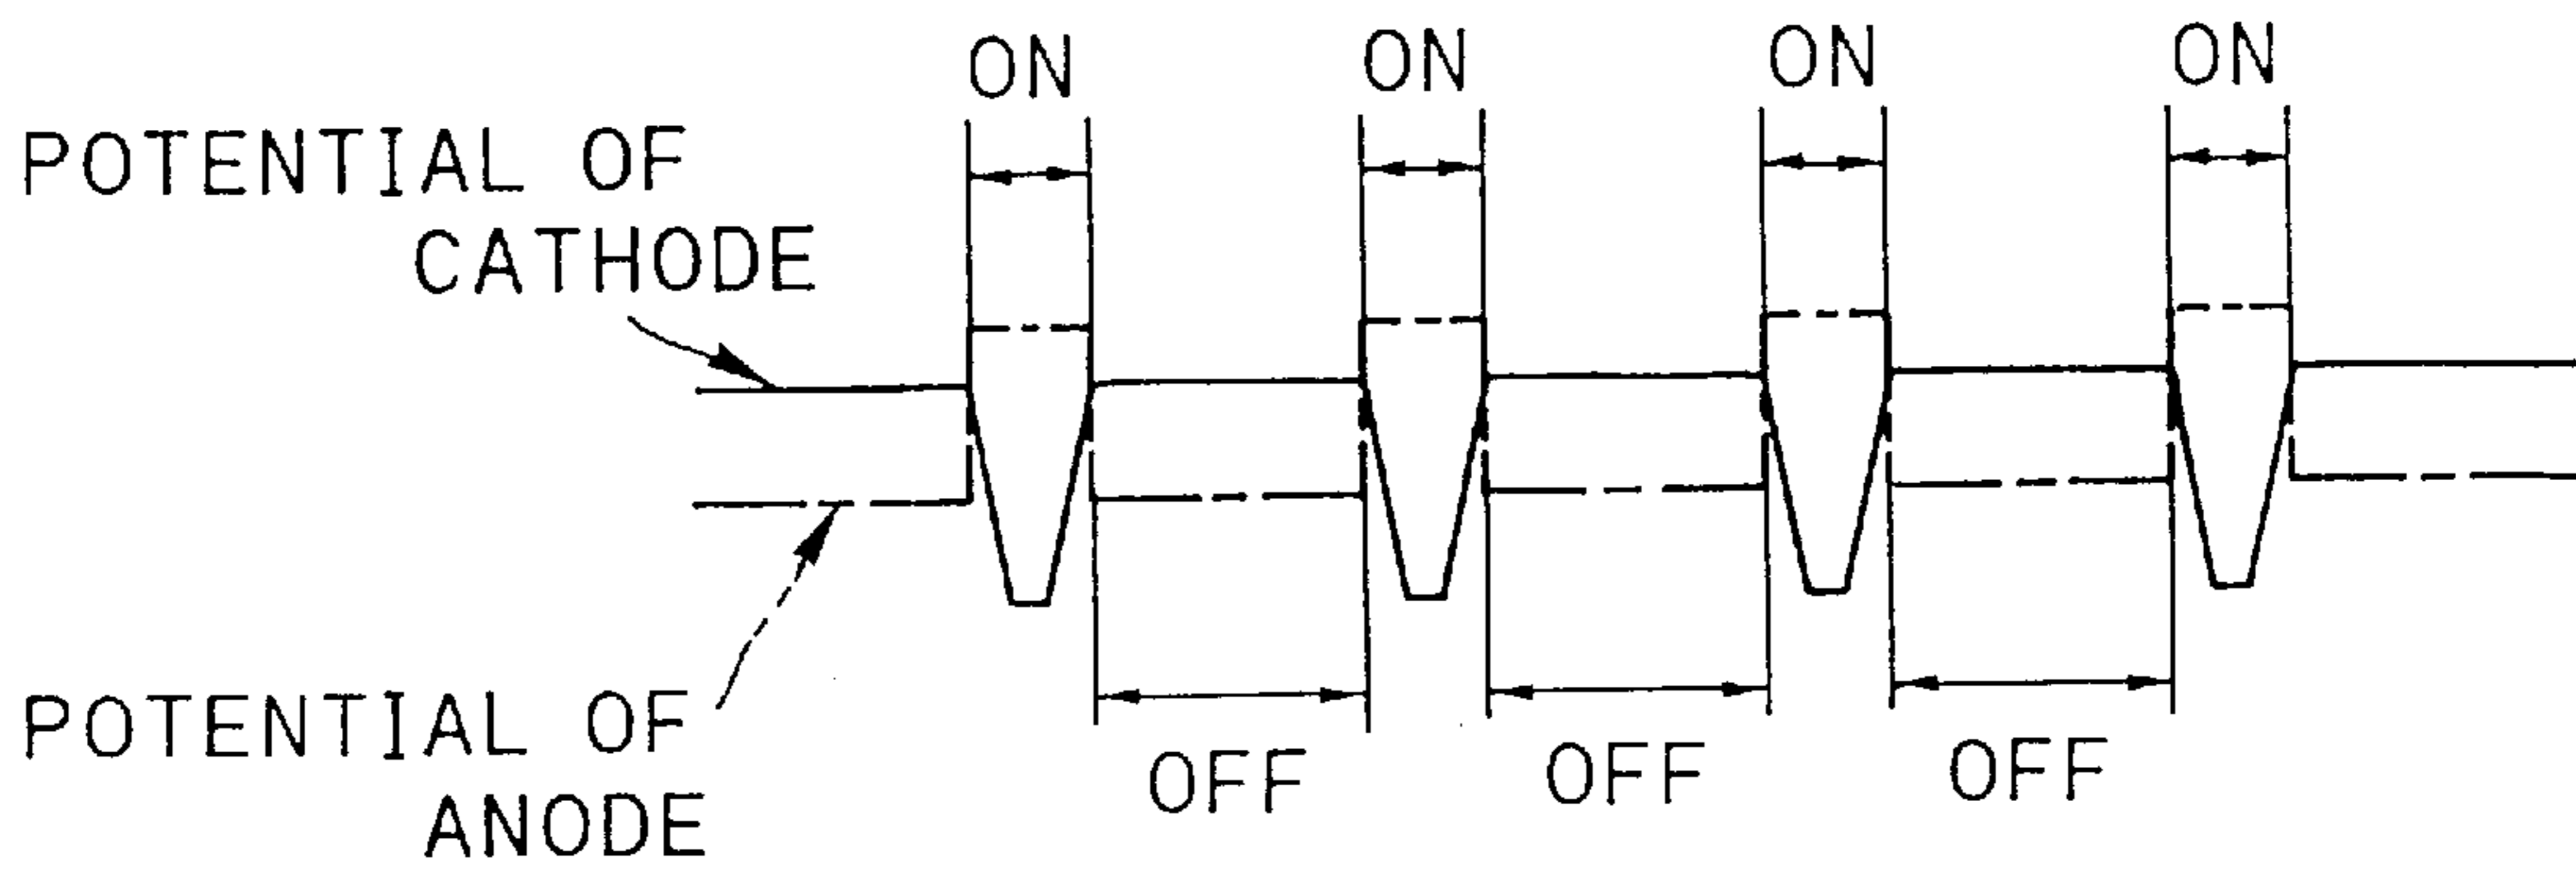 ON ON ON ON
POTENTIAL OF
CATHODE
POTENTIAL OF
ANODE
OFF OFF OFF